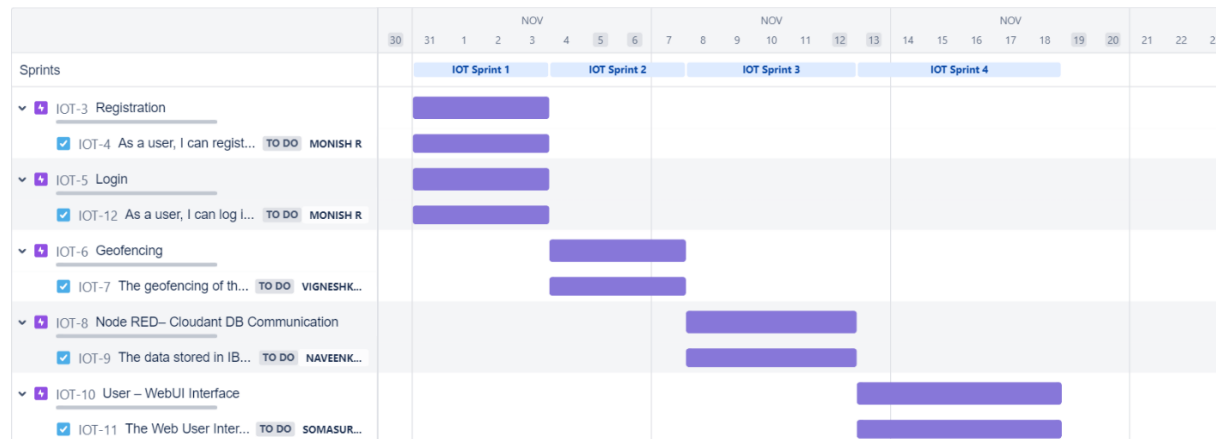 NOV NOV NOV
30 31 1 2 3 4 5 6 7 8 9 10 11 12 13 14 15 16 17 18 19 20 21 22
Sprints IOT Sprint 1 IOT Sprint 2 IOT Sprint 3 IOT Sprint 4
IOT-3 Registration
IOT-4 As a user, I can regist... TO DO MONISH R
IOT-5 Login
IOT-12 As a user, I can log i... TO DO MONISH R
IOT-6 Geofencing
IOT-7 The geofencing of th... TO DO VIGNESHK...
IOT-8 Node RED– Cloudant DB Communication
IOT-9 The data stored in IB... TO DO NAVEENK...
IOT-10 User – WebUI Interface
IOT-11 The Web User Inter... TO DO SOMASUR...